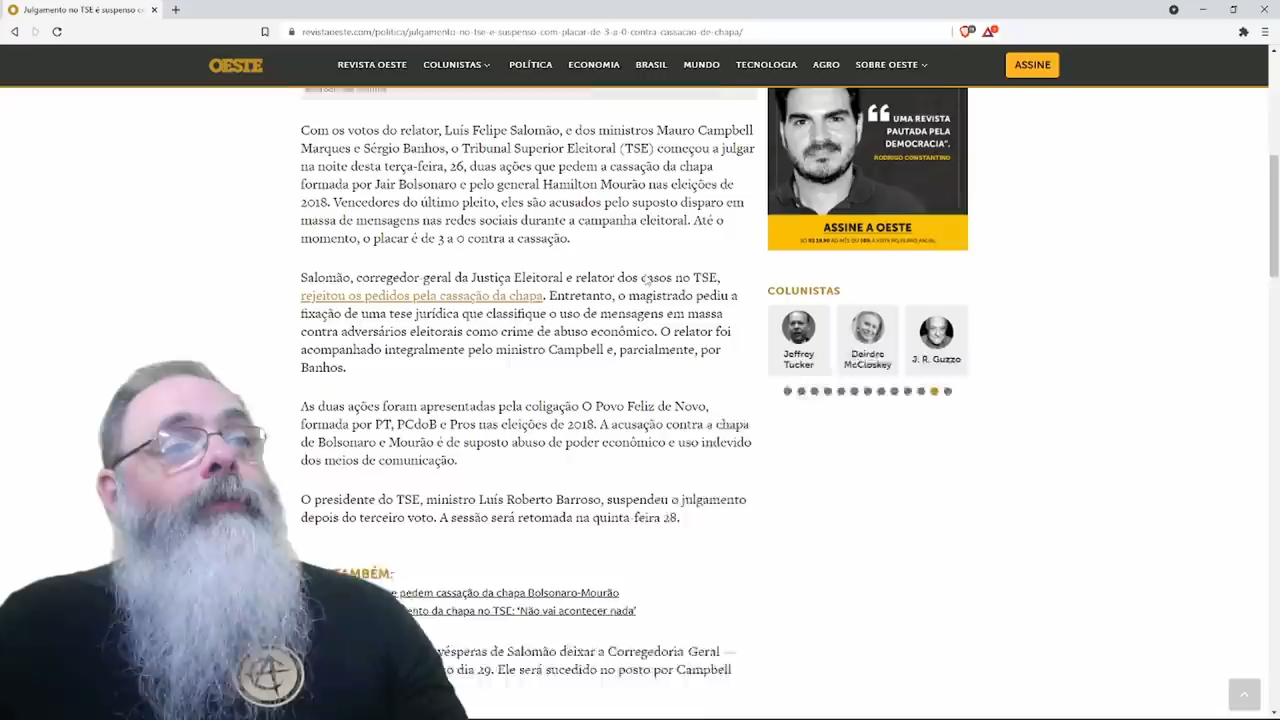 Julgamento no TSE é suspenso co
revistaoeste.com/politica/julgamento-no-tse-e-suspenso-com-placar-de-3-a-0-contra-cassacao-de-chapa/
OESTE
REVISTA OESTE COLUNISTAS POLÍTICA ECONOMIA BRASIL MUNDO TECNOLOGIA AGRO SOBRE OESTE ASSINE
Com os votos do relator, Luís Felipe Salomão, e dos ministros Mauro Campbell
Marques e Sérgio Banhos, o Tribunal Superior Eleitoral (TSE) começou a julgar
na noite desta terça-feira, 26, duas ações que pedem a cassação da chapa
formada por Jair Bolsonaro e pelo general Hamilton Mourão nas eleições de
2018. Vencedores do último pleito, eles são acusados pelo suposto disparo em
massa de mensagens nas redes sociais durante a campanha eleitoral. Até o
momento, o placar é de 3 a 0 contra a cassação.
Salomão, corregedor-geral da Justiça Eleitoral e relator dos casos no TSE,
rejeitou os pedidos pela cassação da chapa. Entretanto, o magistrado pediu a
fixação de uma tese jurídica que classifique o uso de mensagens em massa
contra adversários eleitorais como crime de abuso econômico. O relator foi
acompanhado integralmente pelo ministro Campbell e, parcialmente, por
Banhos.
As duas ações foram apresentadas pela coligação O Povo Feliz de Novo,
formada por PT, PCdoB e Pros nas eleições de 2018. A acusação contra a chapa
de Bolsonaro e Mourão é de suposto abuso de poder econômico e uso indevido
dos meios de comunicação.
O presidente do TSE, ministro Luís Roberto Barroso, suspendeu o julgamento
depois do terceiro voto. A sessão será retomada na quinta-feira 28.
TAMBÉM:
e pedem cassação da chapa Bolsonaro-Mourão
ento da chapa no TSE: ‘Não vai acontecer nada’
vésperas de Salomão deixar a Corregedoria Geral —
o dia 29. Ele será sucedido no posto por Campbell
“UMA REVISTA
PAUTADA PELA
DEMOCRACIA”.
RODRIGO CONSTANTINO
ASSINE A OESTE
COLUNISTAS
Jeffrey
Tucker
Deirdre
McCloskey
J. R. Guzzo